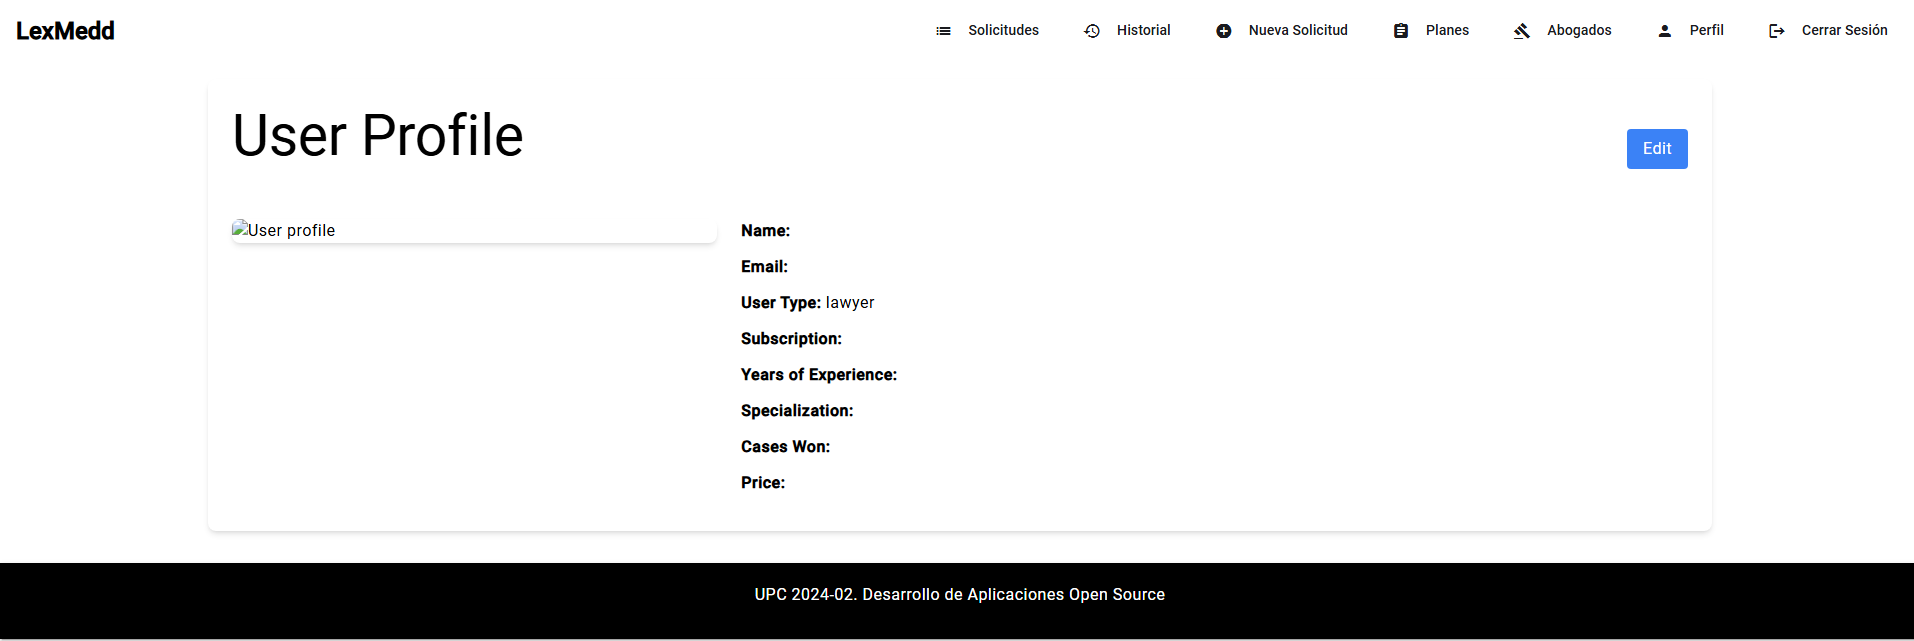 LexMedd
Solicitudes
Historial
Nueva Solicitud
Planes
Abogados
Perfil
Cerrar Sesión
User Profile
Edit
User profile
Name:
Email:
User Type: lawyer
Subscription:
Years of Experience:
Specialization:
Cases Won:
Price:
UPC 2024-02. Desarrollo de Aplicaciones Open Source